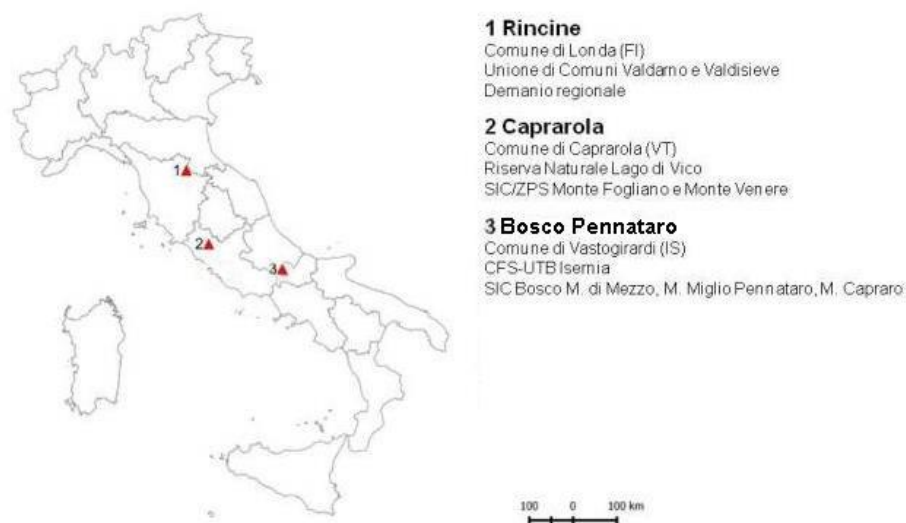 1 Rincine
Comune di Londa (FI)
Unione di Comuni Valdarno e Valdisieve
Demanio regionale
2 Caprarola
Comune di Caprarola (VT)
Riserva Naturale Lago di Vico
SIC/ZPS Monte Fogliano e Monte Venere
3 Bosco Pennataro
Comune di Vastogirardi (IS)
CFS-UTB Isernia
SIC Bosco M. di Mezzo, M. Miglio Pennataro, M. Capraro
1
2
3
100 0 100 km